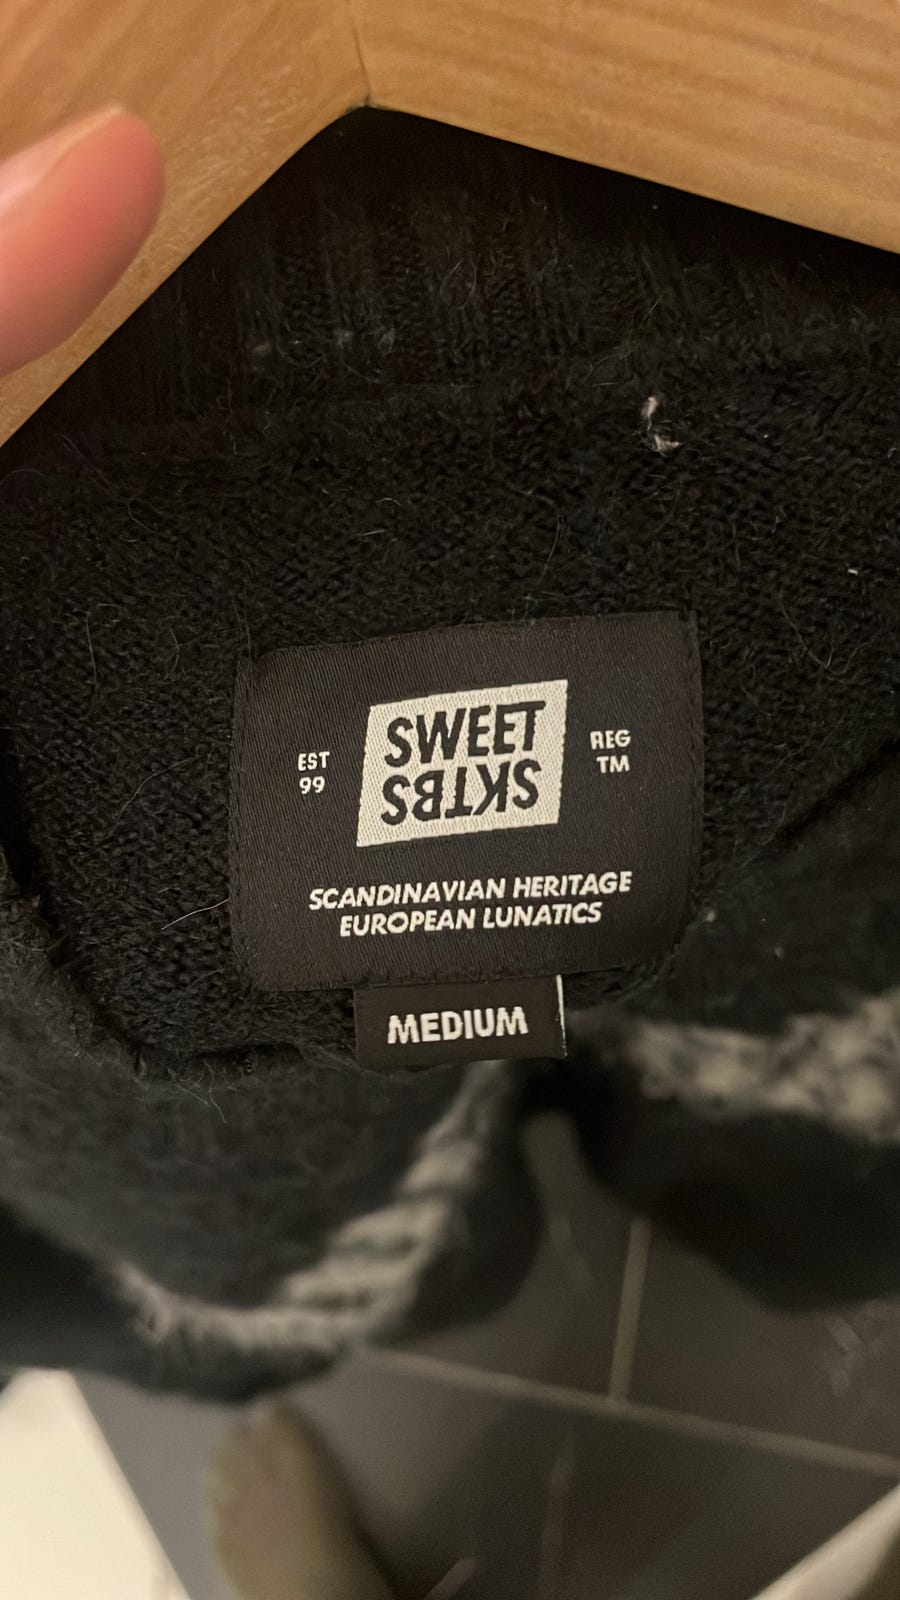 SWEET
SKTBS
EST
99
REG
TM
SCANDINAVIAN HERITAGE
EUROPEAN LUNATICS
MEDIUM